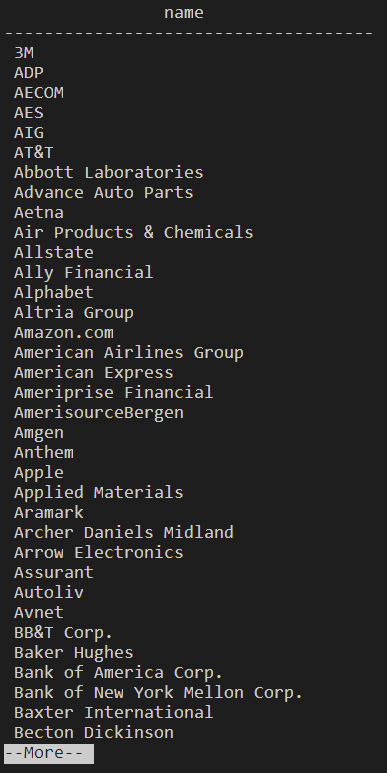 name
-------------------------------------
3M
ADP
AECOM
AES
AIG
AT&T
Abbott Laboratories
Advance Auto Parts
Aetna
Air Products & Chemicals
Allstate
Ally Financial
Alphabet
Altria Group
Amazon.com
American Airlines Group
American Express
Ameriprise Financial
AmerisourceBergen
Amgen
Anthem
Apple
Applied Materials
Aramark
Archer Daniels Midland
Arrow Electronics
Assurant
Autoliv
Avnet
BB&T Corp.
Baker Hughes
Bank of America Corp.
Bank of New York Mellon Corp.
Baxter International
Becton Dickinson
--More--